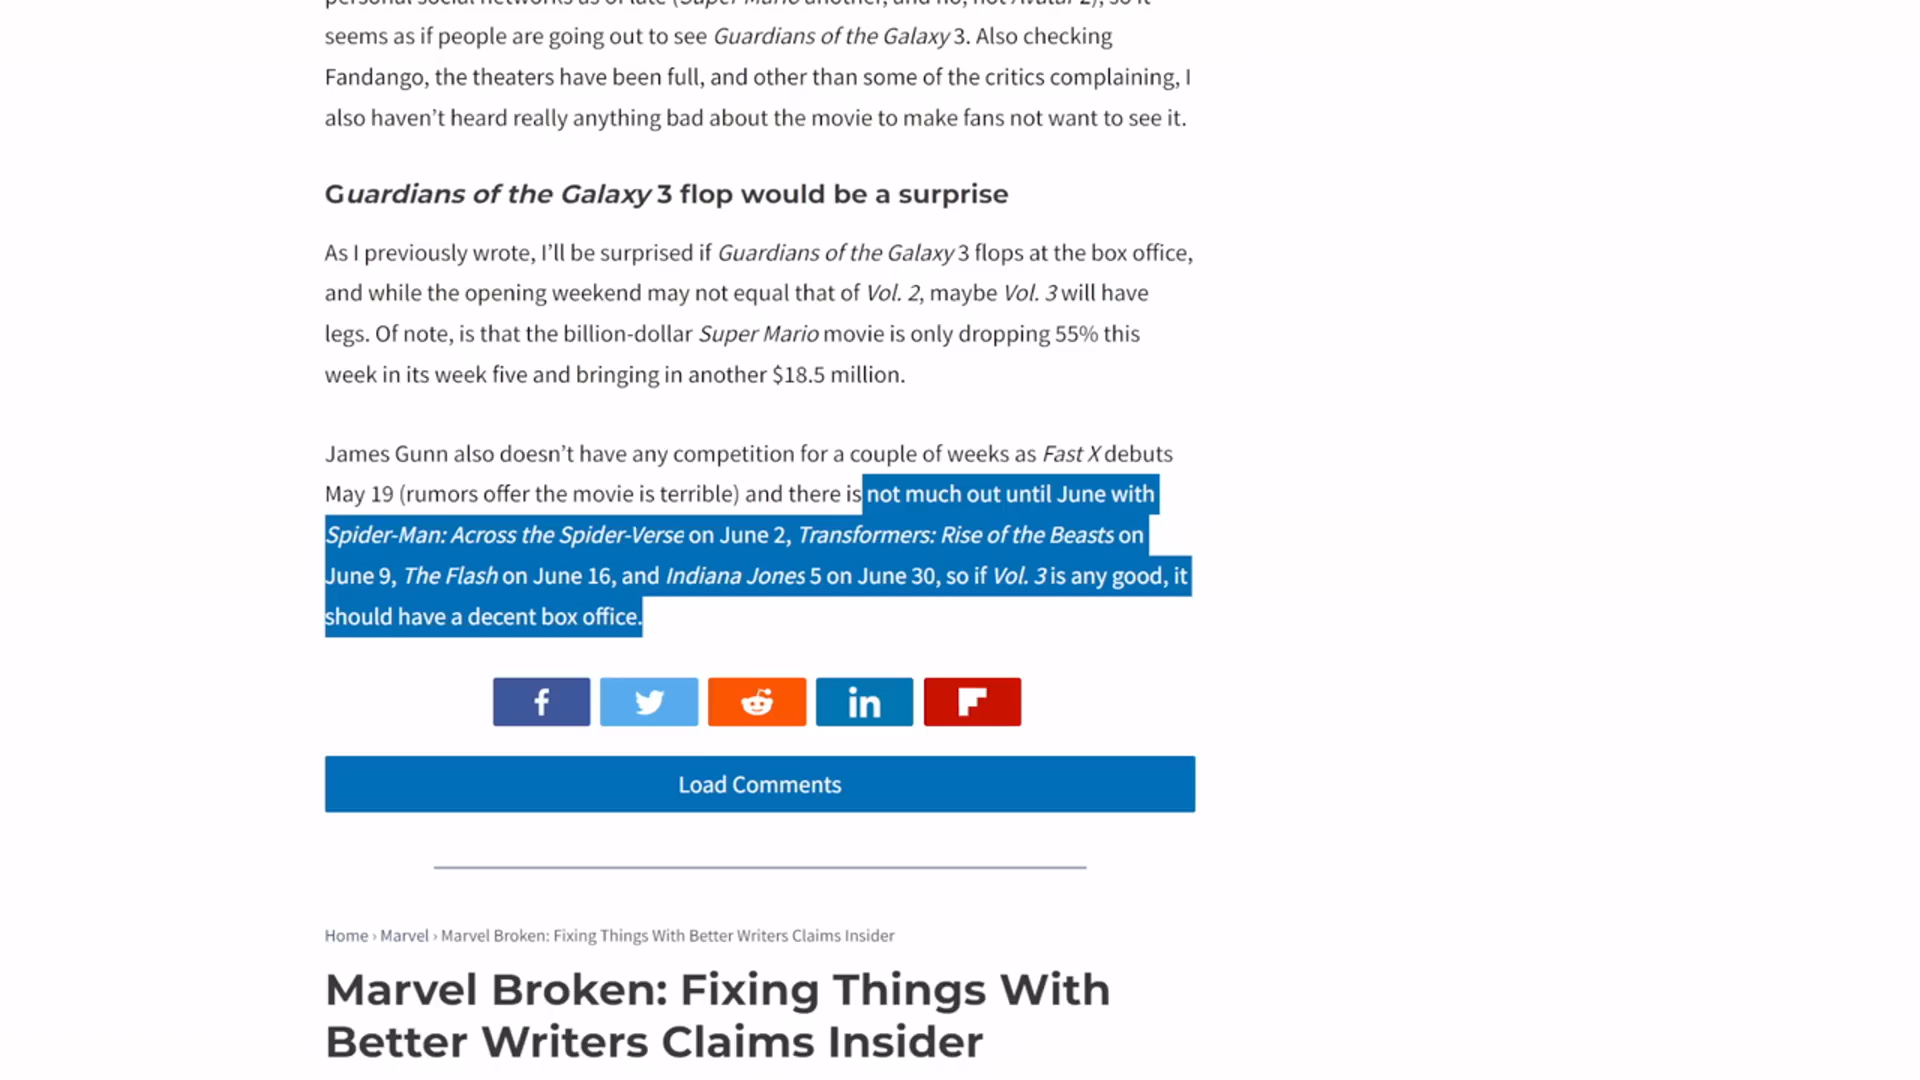 personal social networks as of late (Super Mario another, and no, not Avatar 2), so it
seems as if people are going out to see Guardians of the Galaxy 3. Also checking
Fandango, the theaters have been full, and other than some of the critics complaining, I
also haven’t heard really anything bad about the movie to make fans not want to see it.
Guardians of the Galaxy 3 flop would be a surprise
As I previously wrote, I’ll be surprised if Guardians of the Galaxy 3 flops at the box office,
and while the opening weekend may not equal that of Vol. 2, maybe Vol. 3 will have
legs. Of note, is that the billion-dollar Super Mario movie is only dropping 55% this
week in its week five and bringing in another $18.5 million.
James Gunn also doesn’t have any competition for a couple of weeks as Fast X debuts
May 19 (rumors offer the movie is terrible) and there is not much out until June with
Spider-Man: Across the Spider-Verse on June 2, Transformers: Rise of the Beasts on
June 9, The Flash on June 16, and Indiana Jones 5 on June 30, so if Vol. 3 is any good, it
should have a decent box office.
Load Comments
Home › Marvel › Marvel Broken: Fixing Things With Better Writers Claims Insider
Marvel Broken: Fixing Things With
Better Writers Claims Insider